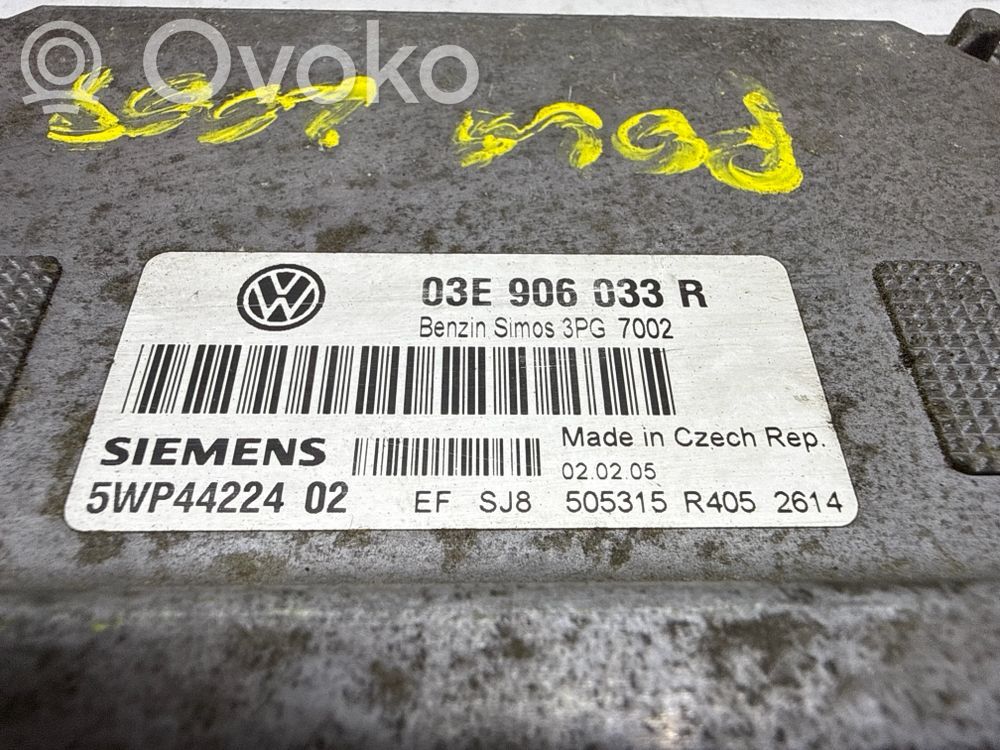 Ovoko
03E 906 033 R
Benzin Simos 3PG 7002
SIEMENS
Made in Czech Rep.
02.02.05
5WP44224 02 EF SJ8 505315 R405 2614